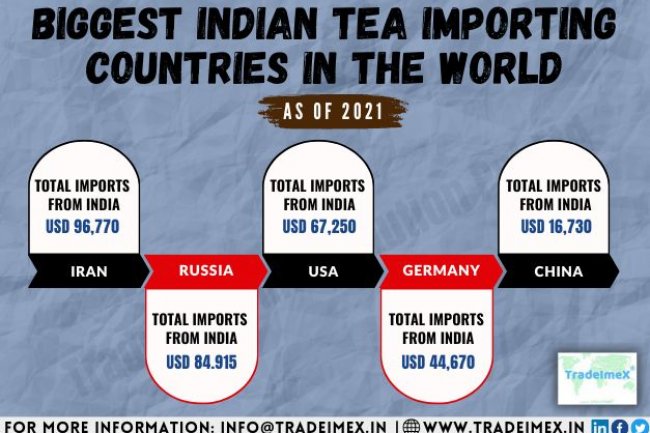 BIGGEST INDIAN TEA IMPORTING
COUNTRIES IN THE WORLD
AS OF 2021
TOTAL IMPORTS
FROM INDIA
USD 96,770
IRAN
RUSSIA
TOTAL IMPORTS
FROM INDIA
USD 84.915
TOTAL IMPORTS
FROM INDIA
USD 67,250
USA
GERMANY
TOTAL IMPORTS
FROM INDIA
USD 44,670
TOTAL IMPORTS
FROM INDIA
USD 16,730
CHINA
TradeImeX
FOR MORE INFORMATION: INFO@TRADEIMEX.IN | WWW.TRADEIMEX.IN